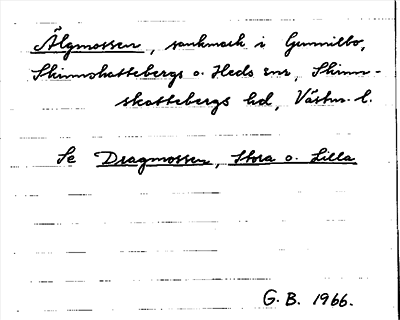 Älgmossen, sankmark i Gunnilbo,
Skinnskattebergs o. Heds snr, Skinn-
skattebergs hd, Västm. l.
Se Dragmossen, Stora o. Lilla
G. B. 1966.